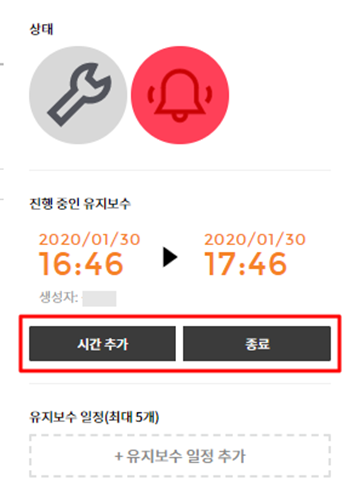 상태
진행 중인 유지보수
2020/01/30 2020/01/30
16:46 ▶ 17:46
생성자:
시간 추가 종료
유지보수 일정(최대 5개)
+ 유지보수 일정 추가